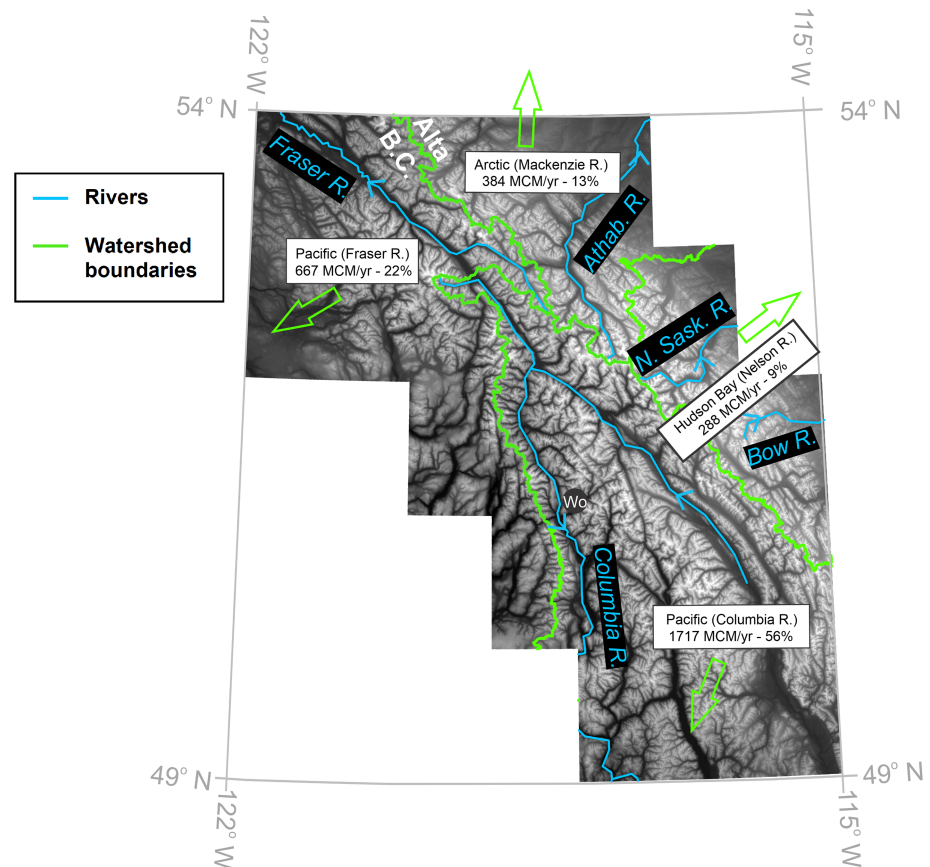 122° W
115° W
54° N
54° N
Alta
B.C.
Fraser R.
Arctic (Mackenzie R.)
384 MCM/yr - 13%
Rivers
Watershed
boundaries
Athab. R.
Pacific (Fraser R.)
667 MCM/yr - 22%
N. Sask. R.
Hudson Bay (Nelson R.)
288 MCM/yr - 9%
Bow R.
Wo
Columbia R.
Pacific (Columbia R.)
1717 MCM/yr - 56%
49° N
49° N
122° W
115° W